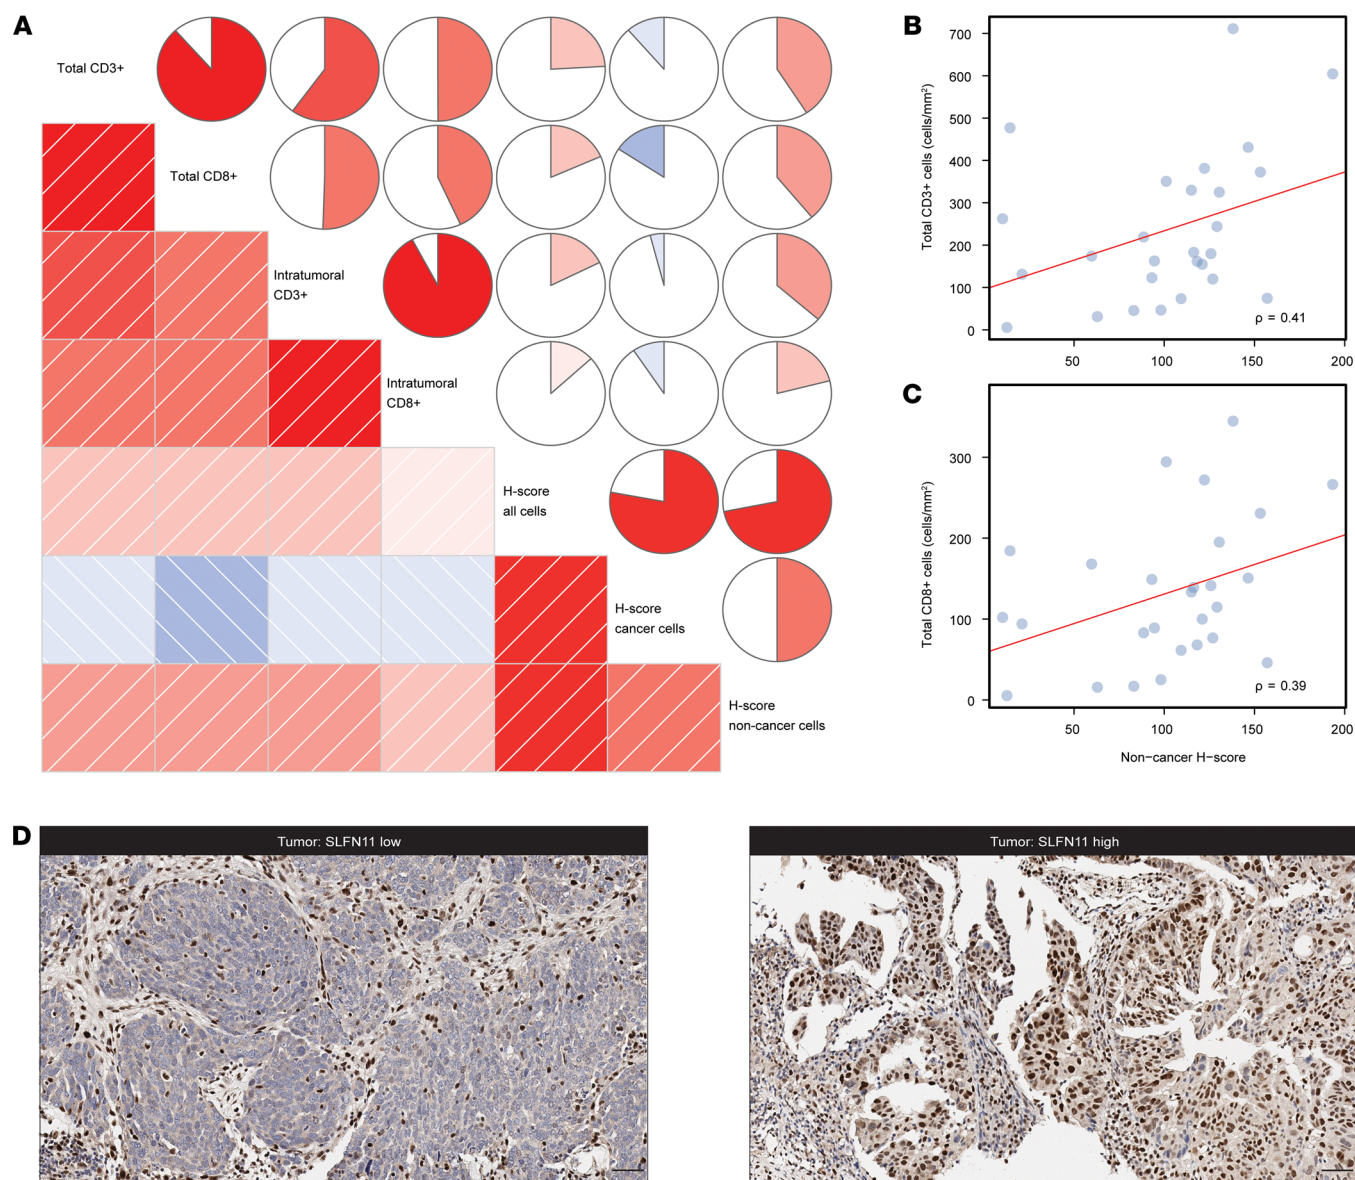 A
Total CD3+
Total CD8+
Intratumoral
CD3+
Intratumoral
CD8+
H-score
all cells
H-score
cancer cells
H-score
non-cancer cells
B
Total CD3+ cells (cells/mm²)
700
600
500
400
300
200
100
0
50
100
150
200
ρ = 0.41
C
Total CD8+ cells (cells/mm²)
300
200
100
0
50
100
150
200
ρ = 0.39
Non−cancer H−score
D
Tumor: SLFN11 low
Tumor: SLFN11 high